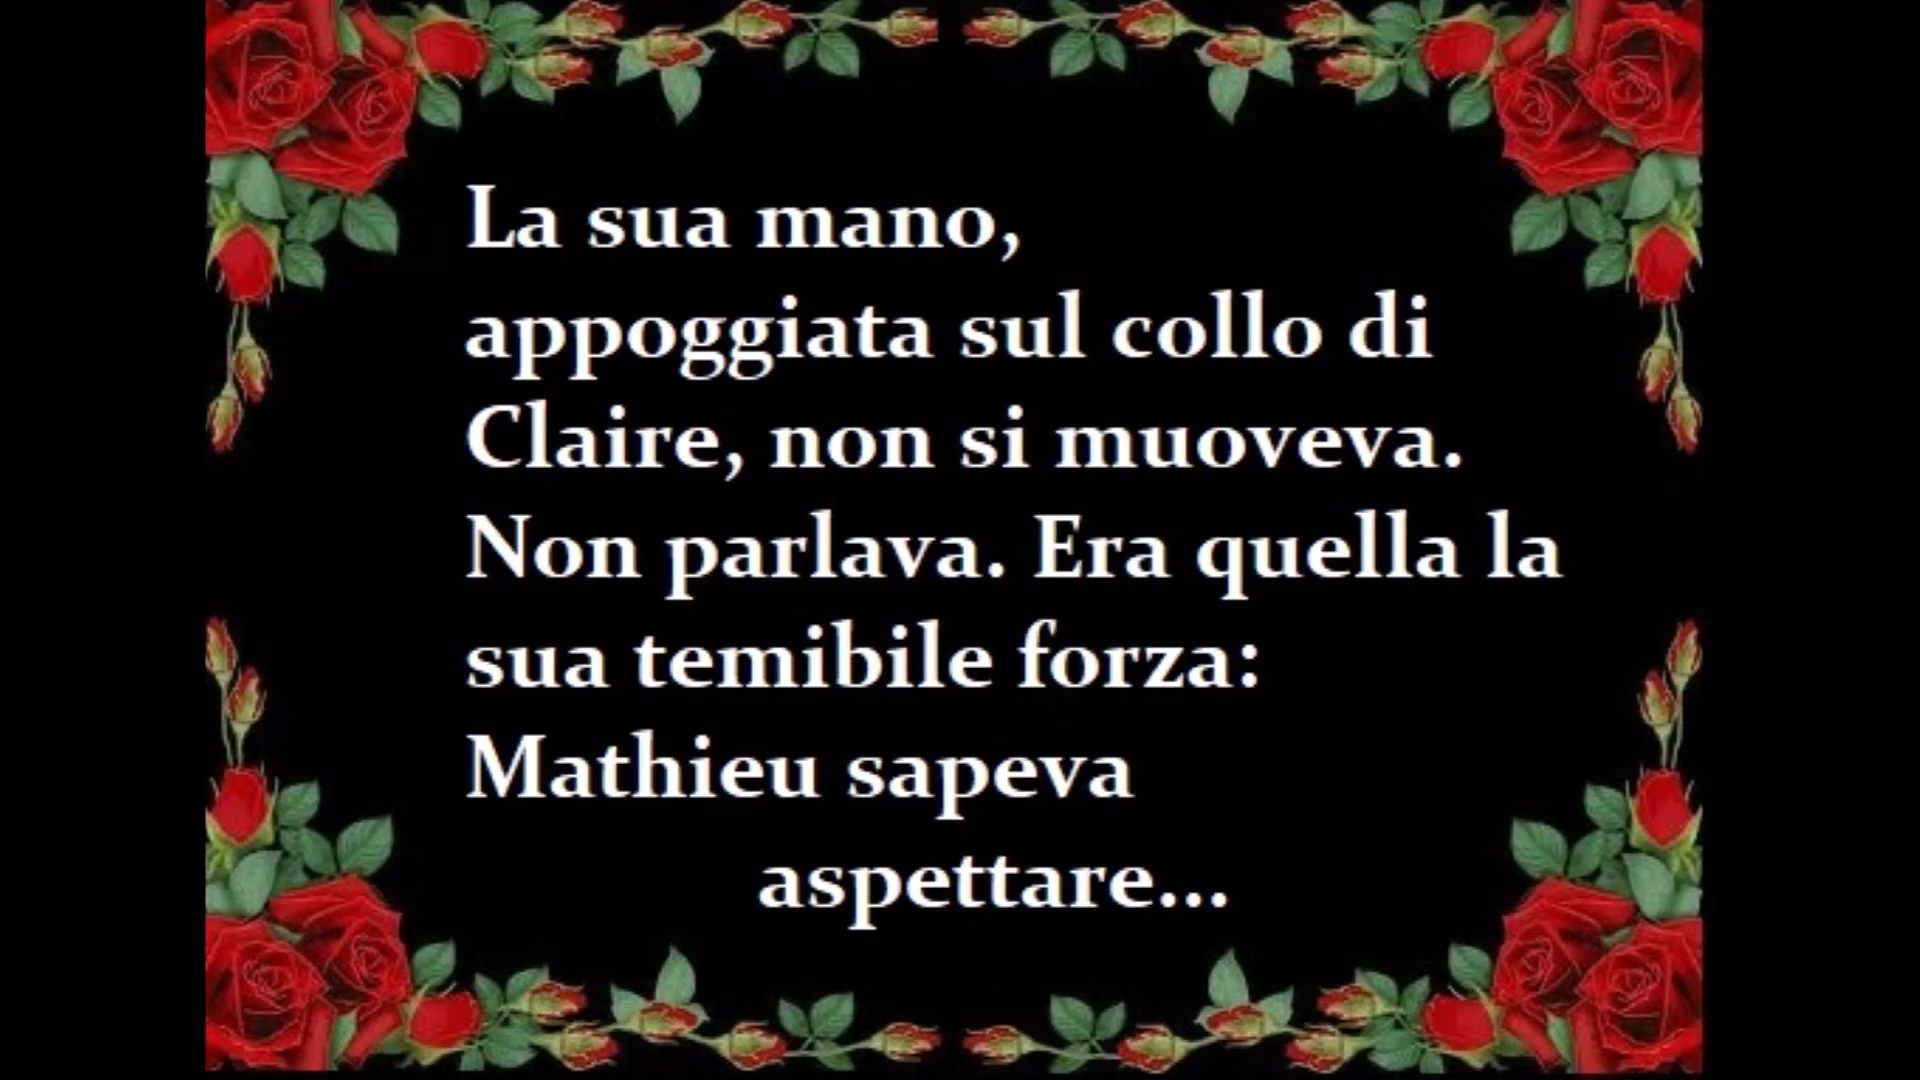 La sua mano,
appoggiata sul collo di
Claire, non si muoveva.
Non parlava. Era quella la
sua temibile forza:
Mathieu sapeva
aspettare...